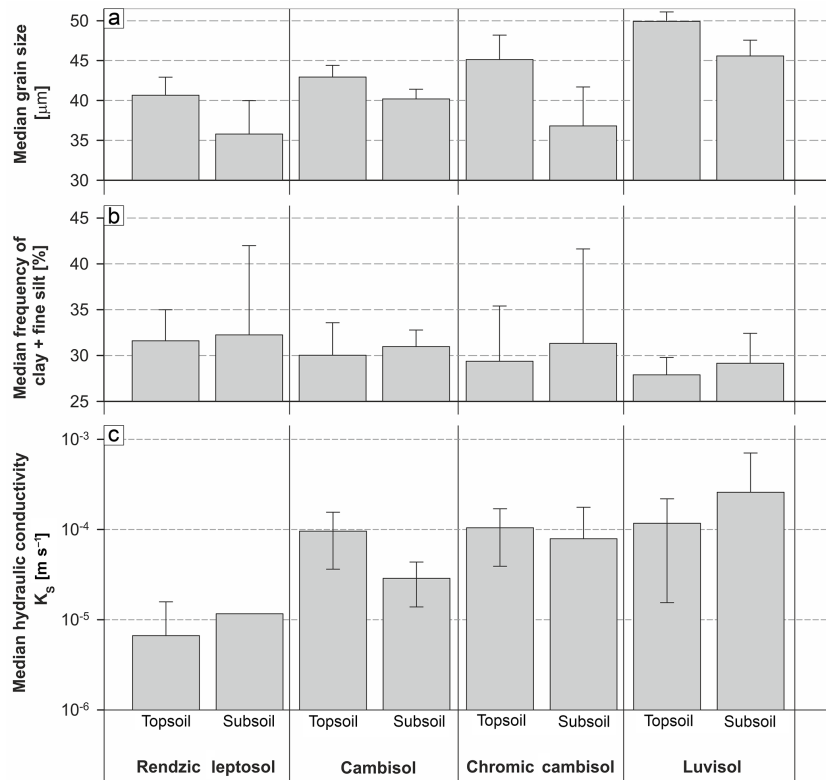 a
Median grain size
[μm]
50
45
40
35
30
b
Median frequency of
clay + fine silt [%]
45
40
35
30
25
c
Median hydraulic conductivity
Kₛ [m s⁻¹]
10⁻³
10⁻⁴
10⁻⁵
10⁻⁶
Topsoil Subsoil Topsoil Subsoil Topsoil Subsoil Topsoil Subsoil
Rendzic leptosol Cambisol Chromic cambisol Luvisol